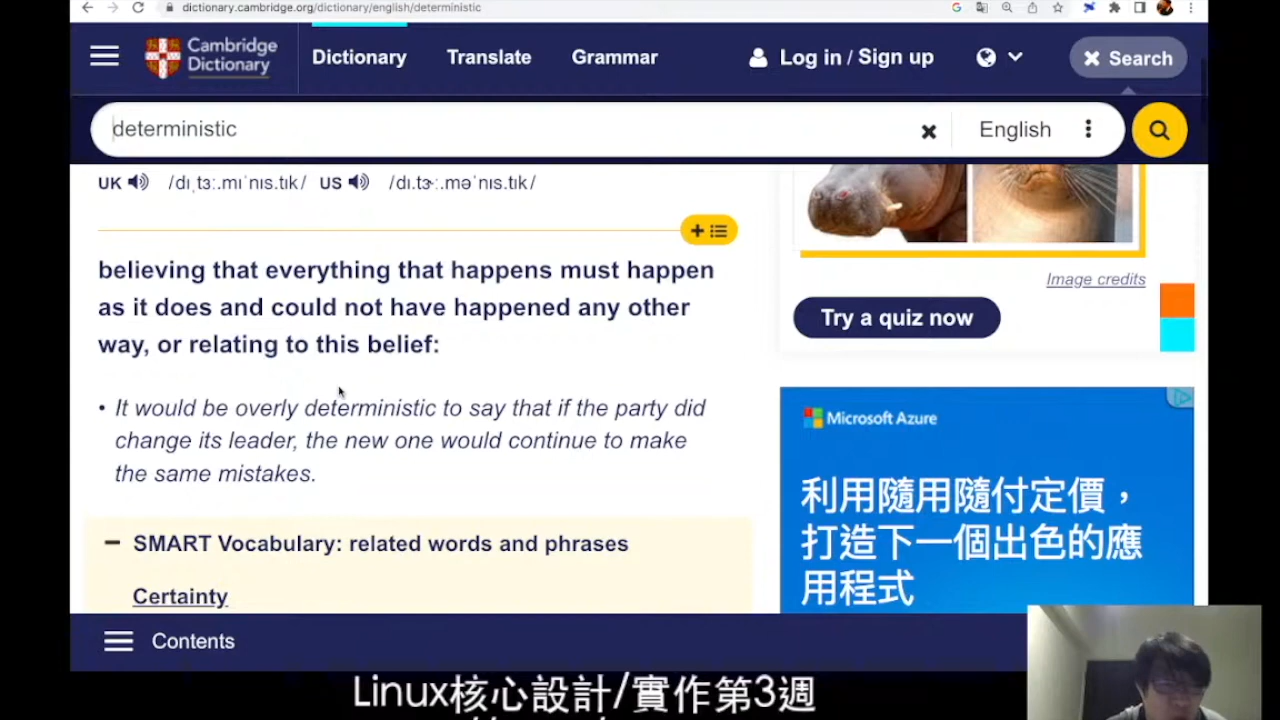 dictionary.cambridge.org/dictionary/english/deterministic
Cambridge
Dictionary
Dictionary
Translate
Grammar
Log in / Sign up
Search
deterministic
English
UK /dɪˌtɜː.mɪˈnɪs.tɪk/ US /dɪ.tɝː.məˈnɪs.tɪk/
believing that everything that happens must happen
as it does and could not have happened any other
way, or relating to this belief:
• It would be overly deterministic to say that if the party did
change its leader, the new one would continue to make
the same mistakes.
SMART Vocabulary: related words and phrases
Certainty
Contents
Image credits
Try a quiz now
Microsoft Azure
利用隨用隨付定價，
打造下一個出色的應
用程式
Linux核心設計/實作第3週